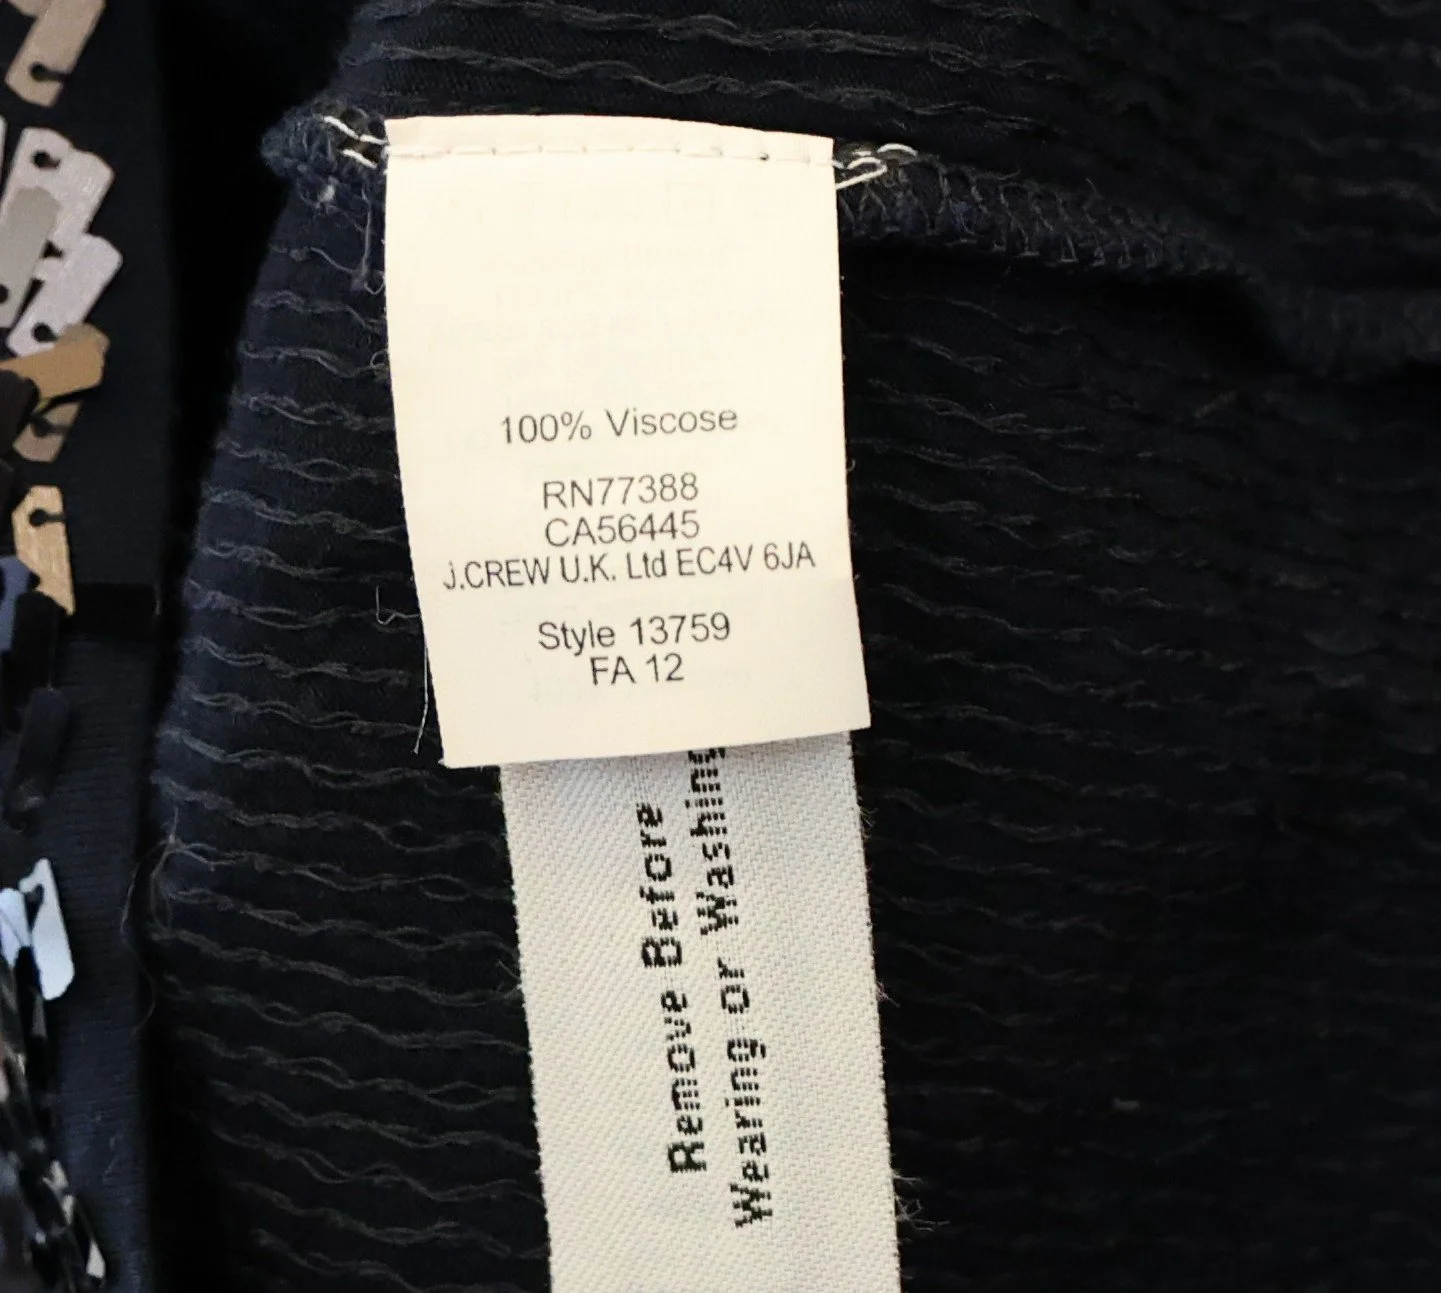 100% Viscose
RN77388
CA56445
J.CREW U.K. Ltd EC4V 6JA
Style 13759
FA 12
Remove Before
Wearing or Washing